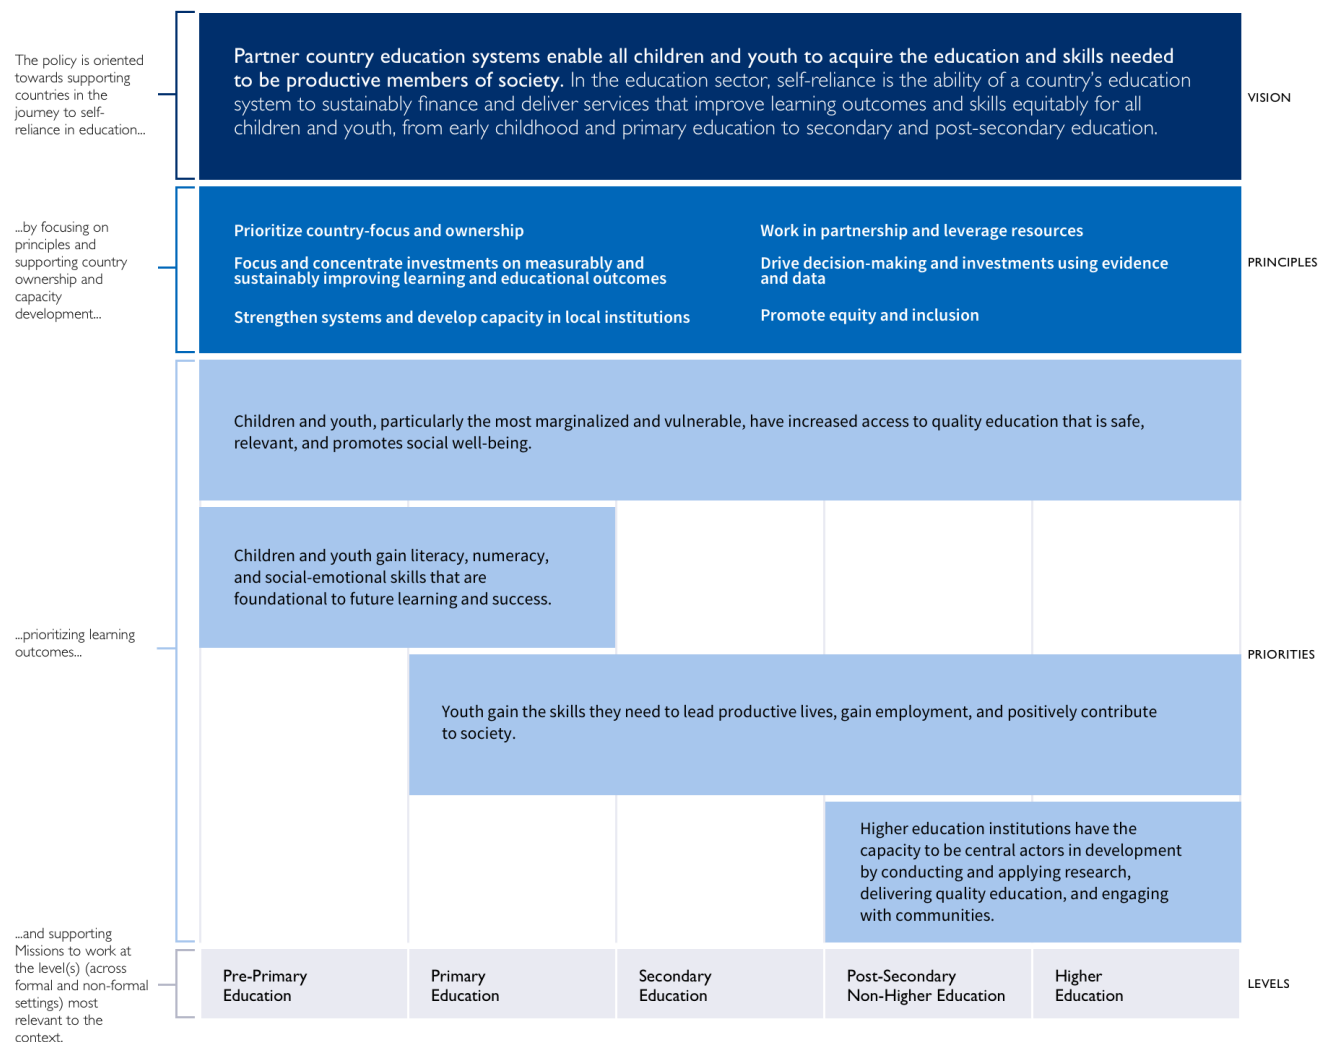 The policy is oriented
towards supporting
countries in the
journey to self-
reliance in education...
Partner country education systems enable all children and youth to acquire the education and skills needed
to be productive members of society. In the education sector, self-reliance is the ability of a country's education
system to sustainably finance and deliver services that improve learning outcomes and skills equitably for all
children and youth, from early childhood and primary education to secondary and post-secondary education.
VISION
...by focusing on
principles and
supporting country
ownership and
capacity
development...
Prioritize country-focus and ownership
Focus and concentrate investments on measurably and
sustainably improving learning and educational outcomes
Strengthen systems and develop capacity in local institutions
Work in partnership and leverage resources
Drive decision-making and investments using evidence
and data
Promote equity and inclusion
PRINCIPLES
...prioritizing learning
outcomes...
Children and youth, particularly the most marginalized and vulnerable, have increased access to quality education that is safe,
relevant, and promotes social well-being.
Children and youth gain literacy, numeracy,
and social-emotional skills that are
foundational to future learning and success.
Youth gain the skills they need to lead productive lives, gain employment, and positively contribute
to society.
Higher education institutions have the
capacity to be central actors in development
by conducting and applying research,
delivering quality education, and engaging
with communities.
PRIORITIES
...and supporting
Missions to work at
the level(s) (across
formal and non-formal
settings) most
relevant to the
context.
Pre-Primary
Education
Primary
Education
Secondary
Education
Post-Secondary
Non-Higher Education
Higher
Education
LEVELS